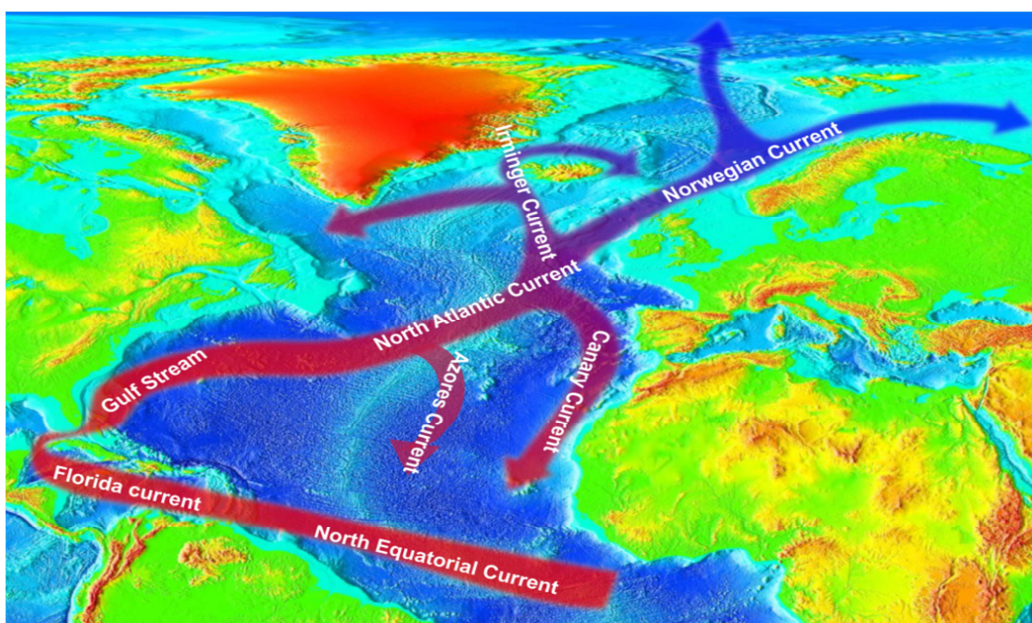 Irminger Current
Norwegian Current
North Atlantic Current
Gulf Stream
Azores Current
Canary Current
Florida current
North Equatorial Current